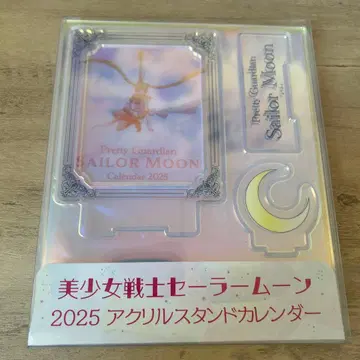 Pretty Guardian
SAILOR MOON
Calendar 2025
Pretty Guardian
Sailor Moon
美少女戦士セーラームーン
2025 アクリルスタンドカレンダー